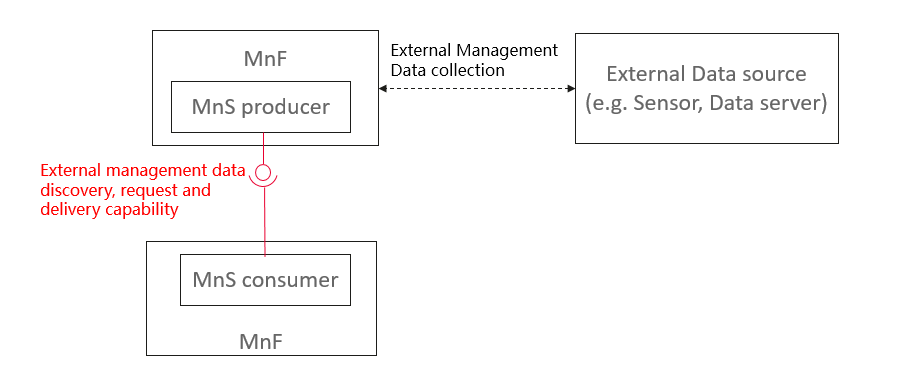 MnF
MnS producer
External Management
Data collection
External Data source
(e.g. Sensor, Data server)
External management data
discovery, request and
delivery capability
MnS consumer
MnF